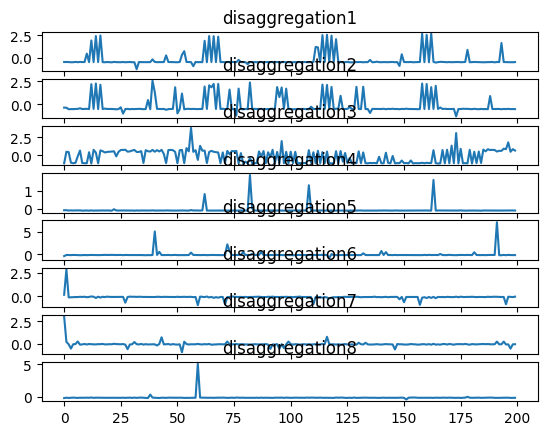 disaggregation1
2.5
0.0
disaggregation2
2.5
0.0
disaggregation3
2.5
0.0
disaggregation4
1
0
disaggregation5
5
0
disaggregation6
2.5
0.0
disaggregation7
2.5
0.0
disaggregation8
5
0
0 25 50 75 100 125 150 175 200